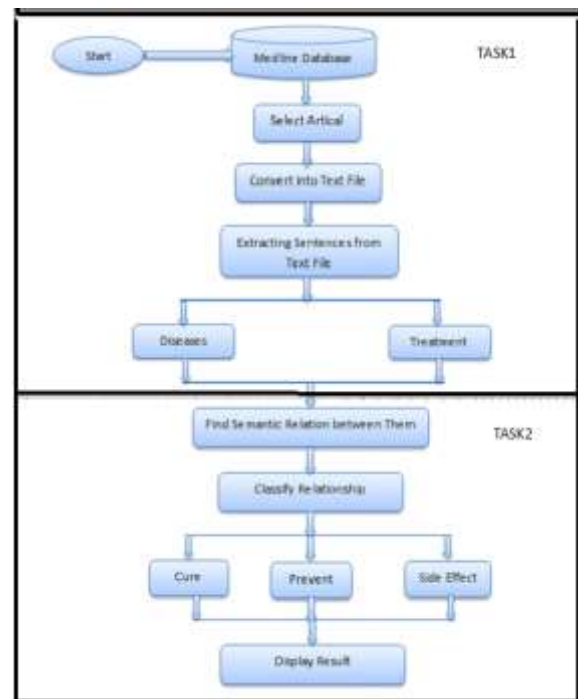 Start
Medline Database
TASK1
Select Artical
Convert into Text File
Extracting Sentences from
Text File
Diseases
Treatment
Find Semantic Relation between Them
TASK2
Classify Relationship
Cure
Prevent
Side Effect
Display Result